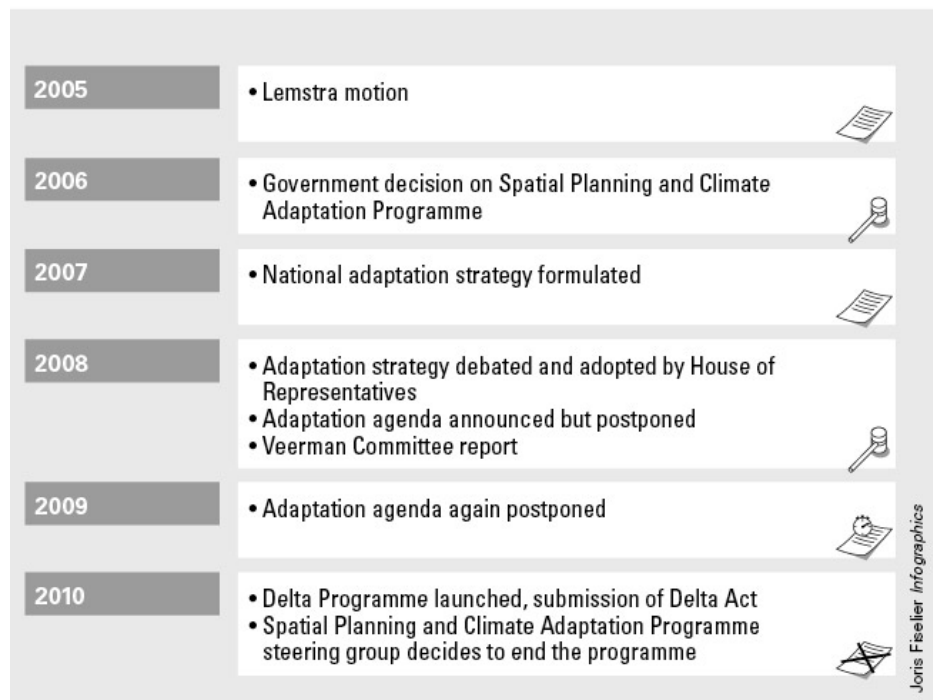 2005
• Lemstra motion
2006
• Government decision on Spatial Planning and Climate
Adaptation Programme
2007
• National adaptation strategy formulated
2008
• Adaptation strategy debated and adopted by House of
Representatives
• Adaptation agenda announced but postponed
• Veerman Committee report
2009
• Adaptation agenda again postponed
2010
• Delta Programme launched, submission of Delta Act
• Spatial Planning and Climate Adaptation Programme
steering group decides to end the programme
Joris Fiselier Infographics